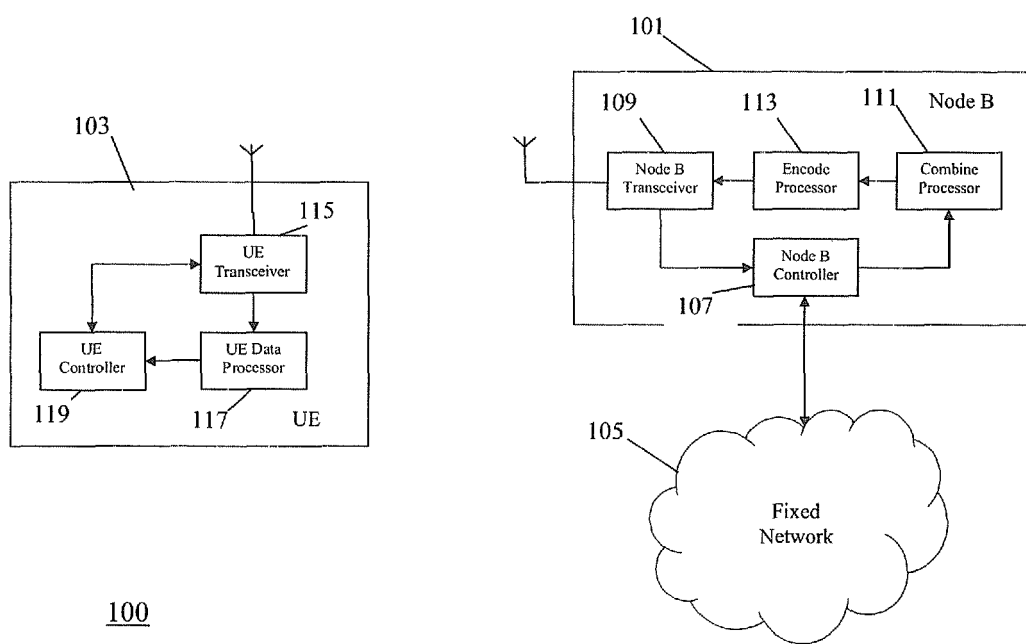 101
109
113
111
Node B
103
Node B
Transceiver
Encode
Processor
Combine
Processor
115
UE
Transceiver
Node B
Controller
107
UE
Controller
UE Data
Processor
119
117
UE
105
Fixed
Network
100